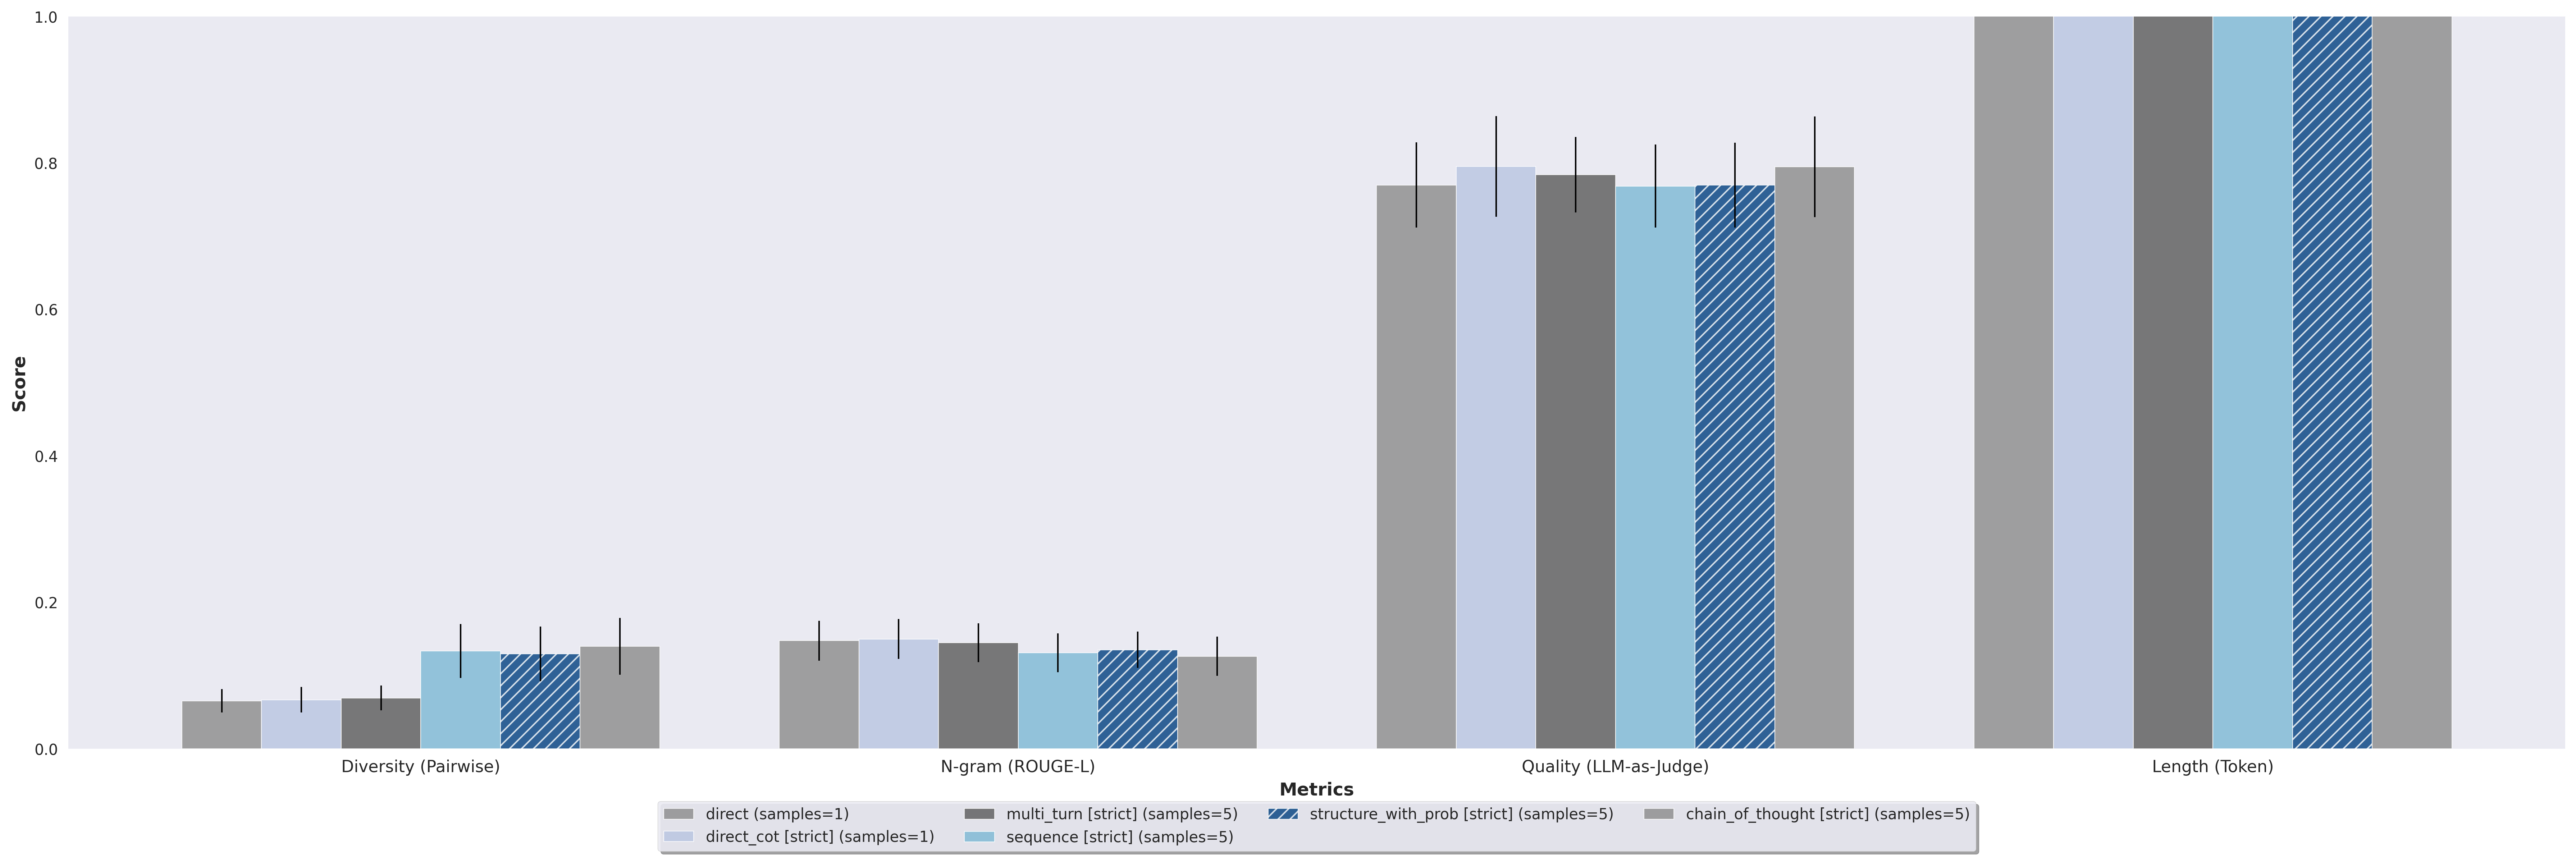 1.0
0.8
0.6
0.4
0.2
0.0
Score
Diversity (Pairwise)
N-gram (ROUGE-L)
Quality (LLM-as-Judge)
Length (Token)
Metrics
direct (samples=1)
direct_cot [strict] (samples=1)
multi_turn [strict] (samples=5)
sequence [strict] (samples=5)
structure_with_prob [strict] (samples=5)
chain_of_thought [strict] (samples=5)